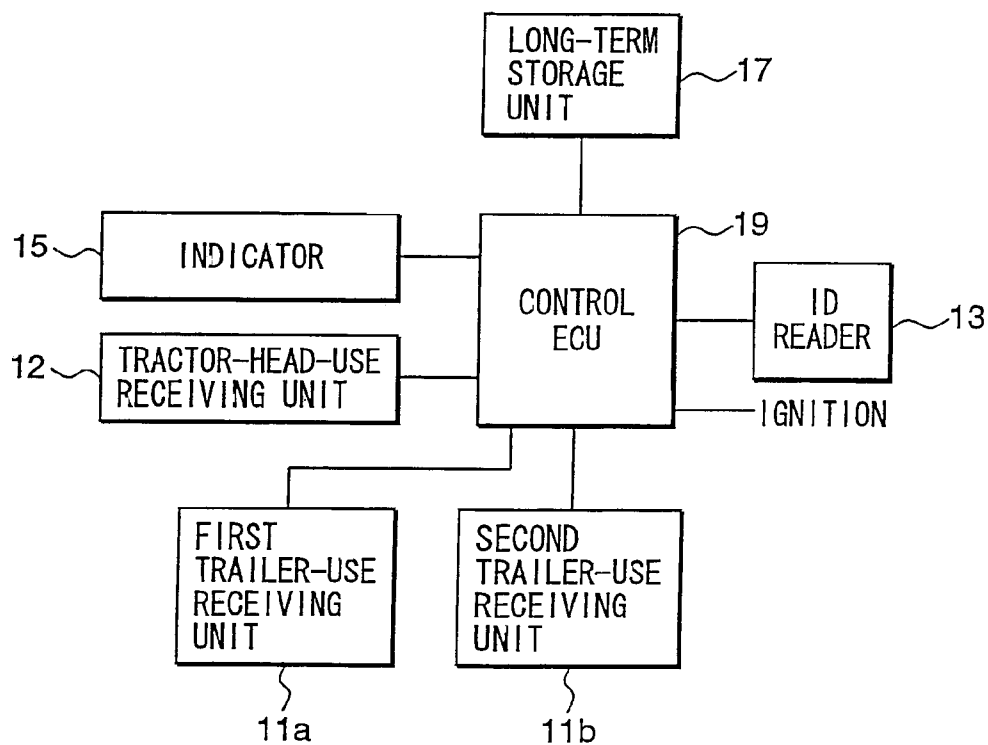 LONG-TERM
STORAGE
UNIT
17
15
INDICATOR
19
CONTROL
ECU
ID
READER
13
12
TRACTOR-HEAD-USE
RECEIVING UNIT
IGNITION
FIRST
TRAILER-USE
RECEIVING
UNIT
SECOND
TRAILER-USE
RECEIVING
UNIT
11a
11b